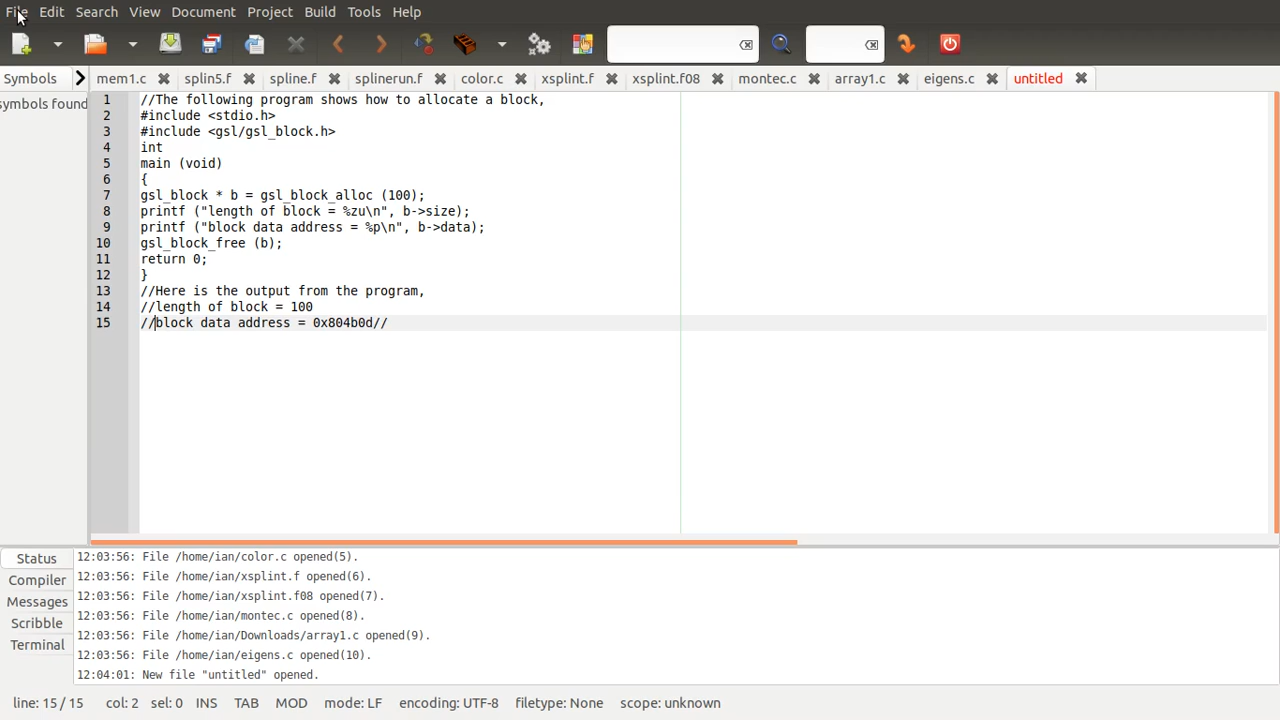 File Edit Search View Document Project Build Tools Help
Symbols mem1.c splin5.f spline.f splinerun.f color.c xsplint.f xsplint.f08 montec.c array1.c eigens.c untitled
symbols found
1 //The following program shows how to allocate a block,
2 #include <stdio.h>
3 #include <gsl/gsl_block.h>
4 int
5 main (void)
6 {
7 gsl_block * b = gsl_block_alloc (100);
8 printf ("length of block = %zu\n", b->size);
9 printf ("block data address = %p\n", b->data);
10 gsl_block_free (b);
11 return 0;
12 }
13 //Here is the output from the program,
14 //length of block = 100
15 //block data address = 0x804b0d//
Status
Compiler
Messages
Scribble
Terminal
12:03:56: File /home/ian/color.c opened(5).
12:03:56: File /home/ian/xsplint.f opened(6).
12:03:56: File /home/ian/xsplint.f08 opened(7).
12:03:56: File /home/ian/montec.c opened(8).
12:03:56: File /home/ian/Downloads/array1.c opened(9).
12:03:56: File /home/ian/eigens.c opened(10).
12:04:01: New file "untitled" opened.
line: 15 / 15 col: 2 sel: 0 INS TAB MOD mode: LF encoding: UTF-8 filetype: None scope: unknown